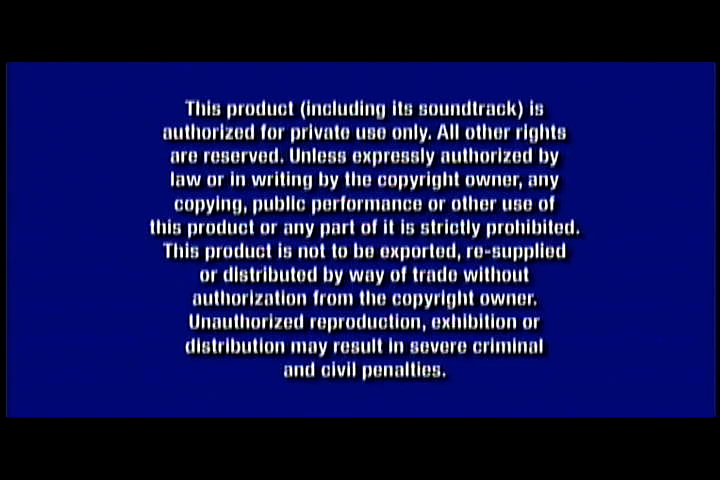 This product (including its soundtrack) is
authorized for private use only. All other rights
are reserved. Unless expressly authorized by
law or in writing by the copyright owner, any
copying, public performance or other use of
this product or any part of it is strictly prohibited.
This product is not to be exported, re-supplied
or distributed by way of trade without
authorization from the copyright owner.
Unauthorized reproduction, exhibition or
distribution may result in severe criminal
and civil penalties.